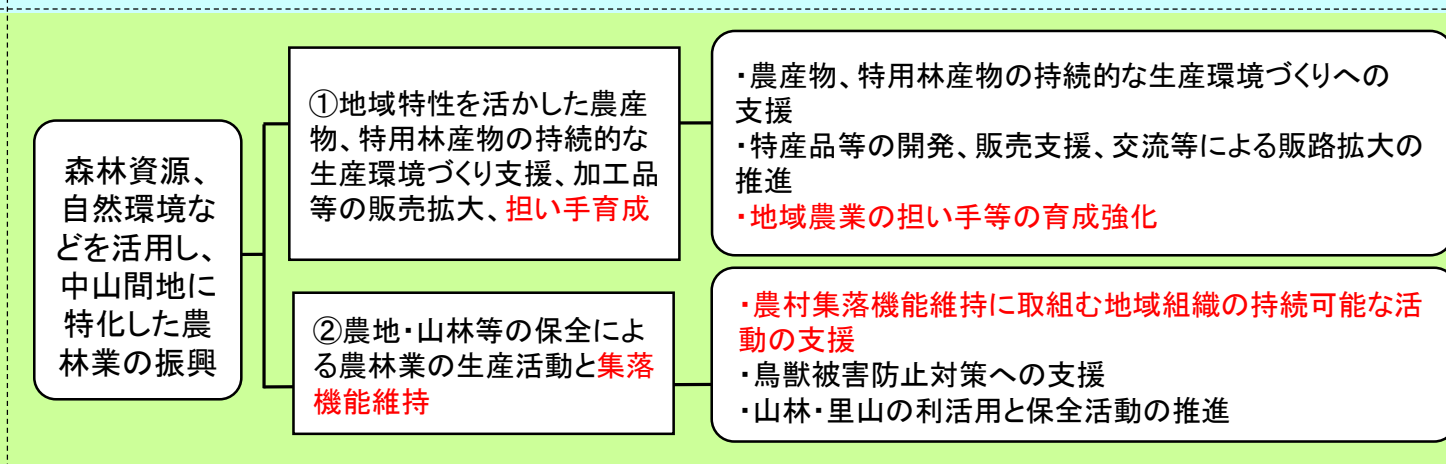 森林資源、
自然環境な
どを活用し、
中山間地に
特化した農
林業の振興
①地域特性を活かした農産
物、特用林産物の持続的な
生産環境づくり支援、加工品
等の販売拡大、担い手育成
・農産物、特用林産物の持続的な生産環境づくりへの
支援
・特産品等の開発、販売支援、交流等による販路拡大の
推進
・地域農業の担い手等の育成強化
②農地・山林等の保全によ
る農林業の生産活動と集落
機能維持
・農村集落機能維持に取組む地域組織の持続可能な活
動の支援
・鳥獣被害防止対策への支援
・山林・里山の利活用と保全活動の推進